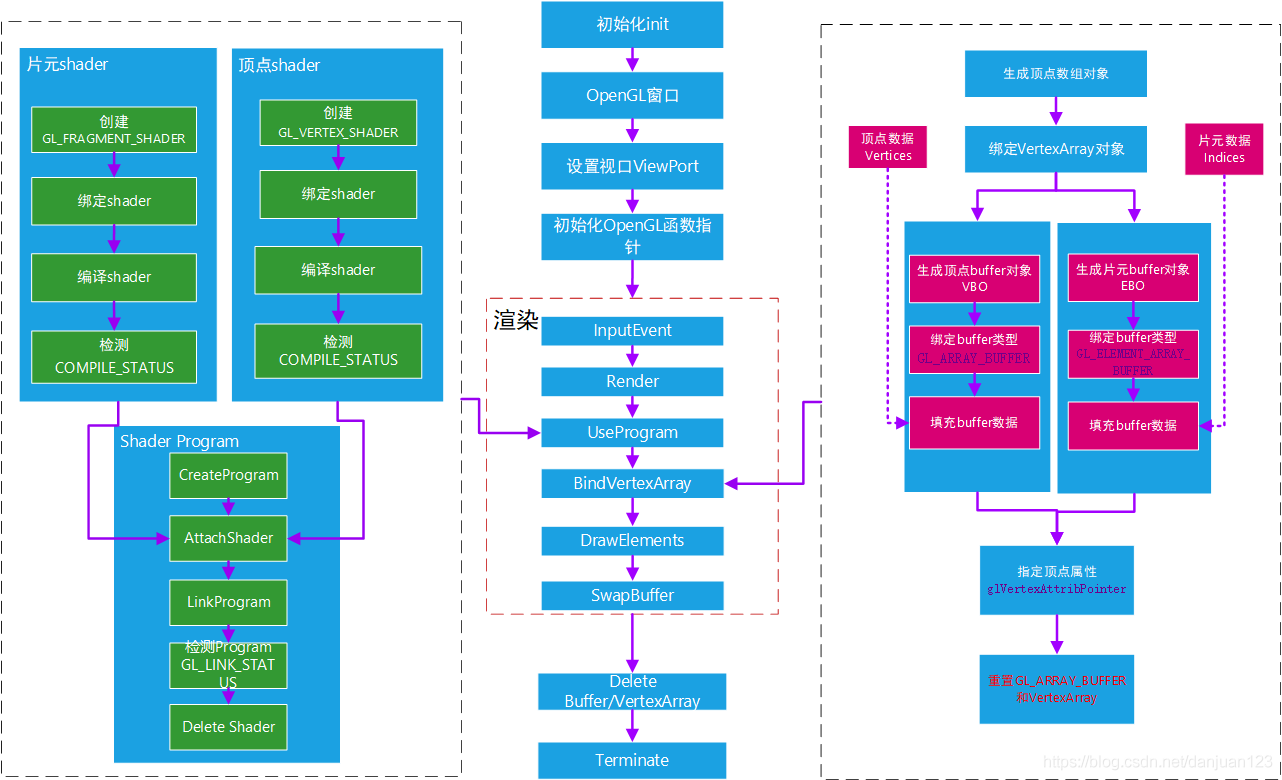 片元shader
创建
GL_FRAGMENT_SHADER
绑定shader
编译shader
检测
COMPILE_STATUS
顶点shader
创建
GL_VERTEX_SHADER
绑定shader
编译shader
检测
COMPILE_STATUS
Shader Program
CreateProgram
AttachShader
LinkProgram
检测Program
GL_LINK_STAT
US
Delete Shader
初始化init
OpenGL窗口
设置视口ViewPort
初始化OpenGL函数指
针
渲染
InputEvent
Render
UseProgram
BindVertexArray
DrawElements
SwapBuffer
Delete
Buffer/VertexArray
Terminate
生成顶点数组对象
绑定VertexArray对象
顶点数据
Vertices
片元数据
Indices
生成顶点buffer对象
VBO
绑定buffer类型
GL_ARRAY_BUFFER
填充buffer数据
生成片元buffer对象
EBO
绑定buffer类型
GL_ELEMENT_ARRAY_
BUFFER
填充buffer数据
指定顶点属性
glVertexAttribPointer
重置GL_ARRAY_BUFFER
和VertexArray
https://blog.csdn.net/danjuan123